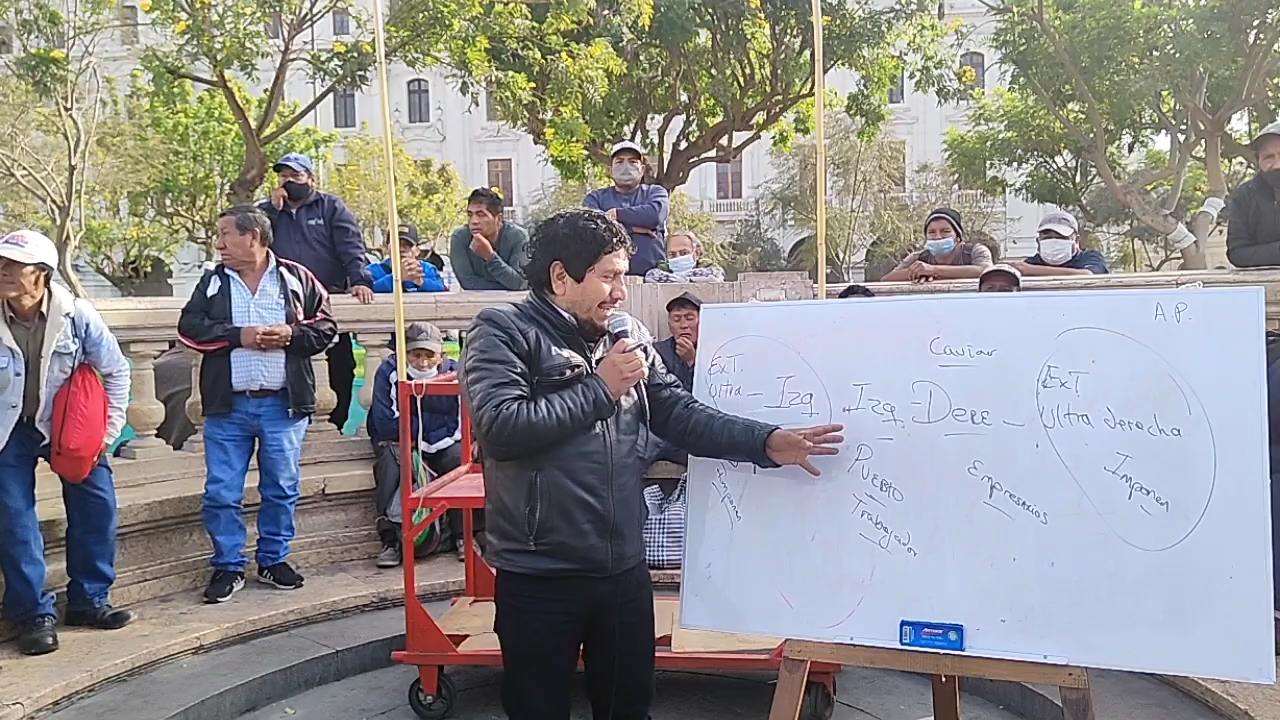 A.P.
Caviar
Ext.
Ultra - Izq
Izq - Dere -
Ext
Ultra derecha
Imponen
Pueblo
Trabajador
Empresarios
Imponen